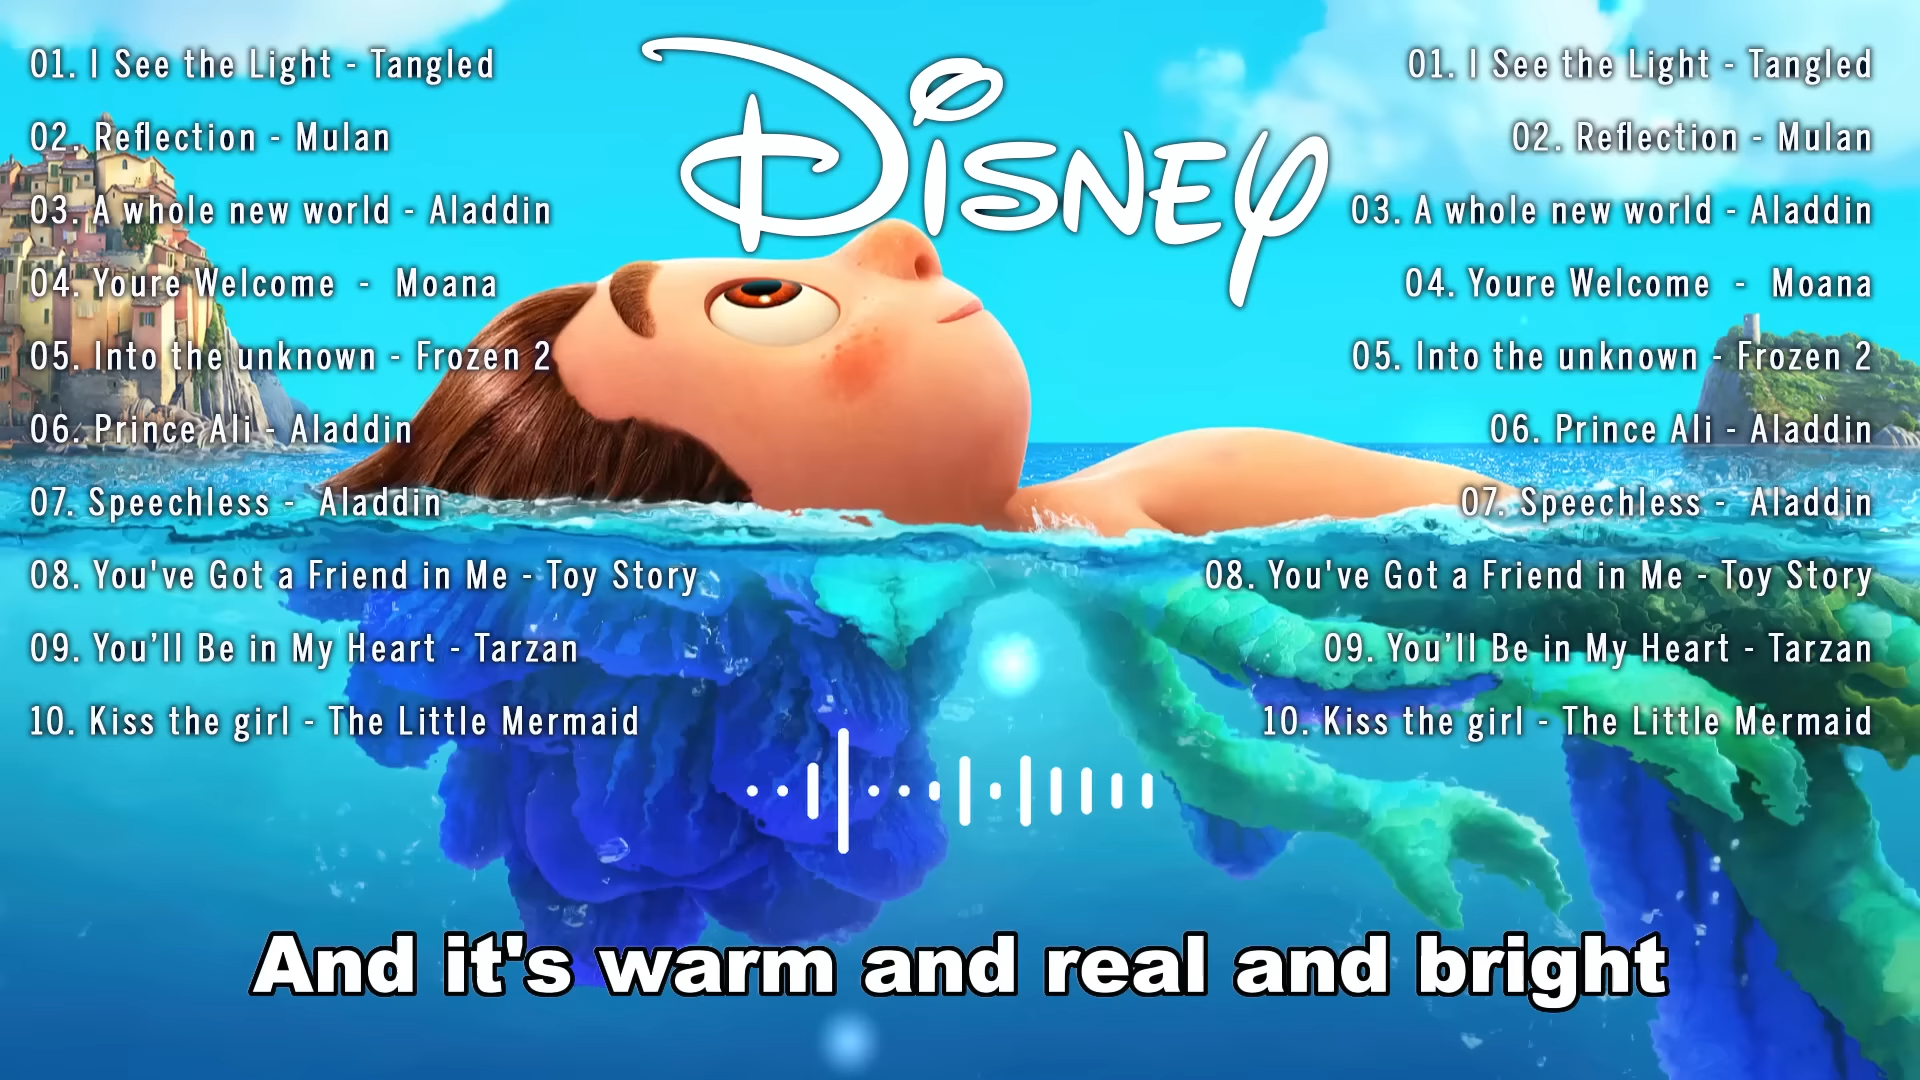 Disney
01. I See the Light - Tangled
02. Reflection - Mulan
03. A whole new world - Aladdin
04. Youre Welcome  -  Moana
05. Into the unknown - Frozen 2
06. Prince Ali - Aladdin
07. Speechless -  Aladdin
08. You've Got a Friend in Me - Toy Story
09. You’ll Be in My Heart - Tarzan
10. Kiss the girl - The Little Mermaid
01. I See the Light - Tangled
02. Reflection - Mulan
03. A whole new world - Aladdin
04. Youre Welcome  -  Moana
05. Into the unknown - Frozen 2
06. Prince Ali - Aladdin
07. Speechless -  Aladdin
08. You've Got a Friend in Me - Toy Story
09. You’ll Be in My Heart - Tarzan
10. Kiss the girl - The Little Mermaid
And it's warm and real and bright